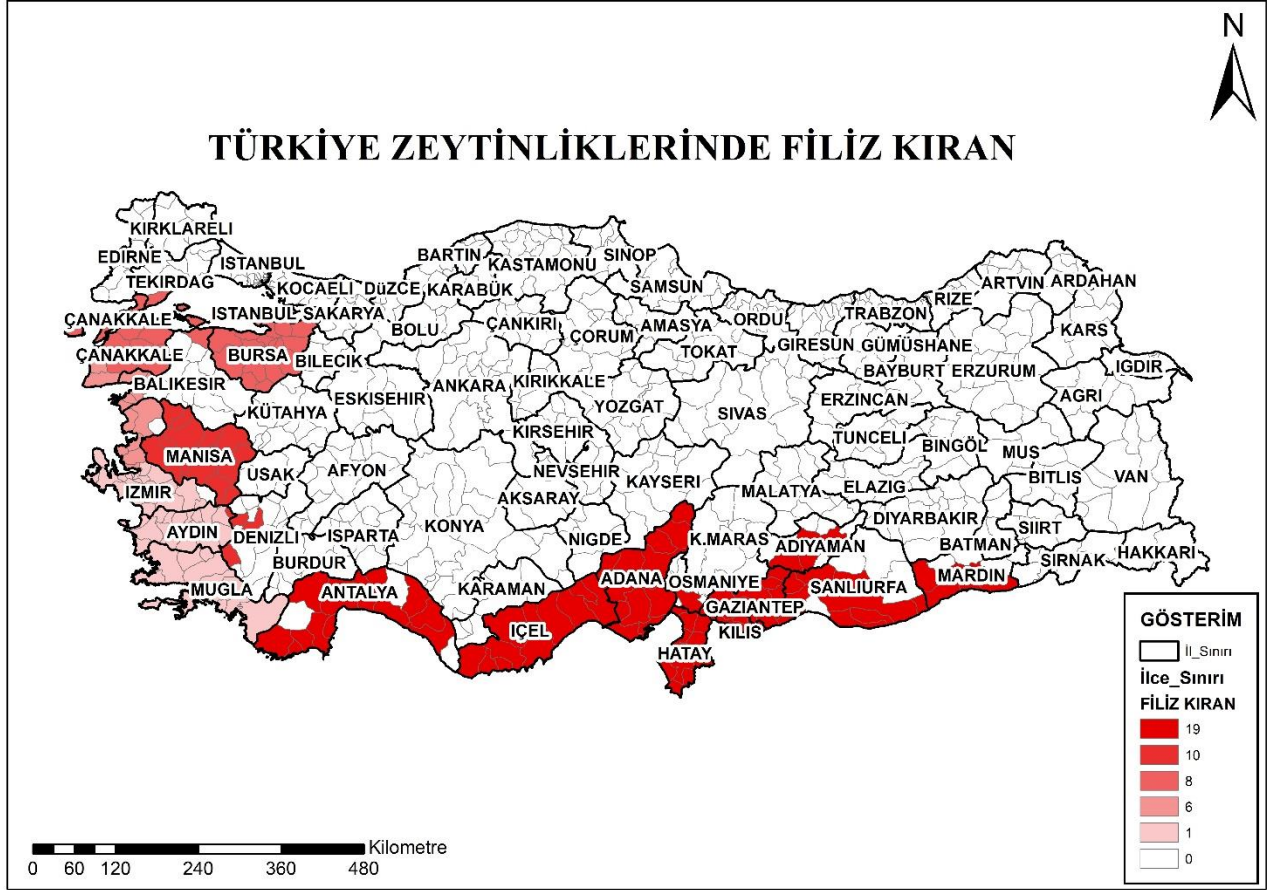 N
TÜRKİYE ZEYTİNLİKLERİNDE FİLİZ KIRAN
KIRKLARELI
EDIRNE
ISTANBUL
TEKIRDAG
BARTIN
KASTAMONU
SINOP
KOCAELI
DüZCE
KARABÜK
SAMSUN
ARTVIN
ARDAHAN
RIZE
ÇANAKKALE
ISTANBUL
SAKARYA
BOLU
ÇANKIRI
ÇORUM
AMASYA
ORDU
TRABZON
KARS
ÇANAKKALE
BURSA
BILECIK
TOKAT
GIRESUN
GÜMÜSHANE
BAYBURT
ERZURUM
IGDIR
BALIKESIR
ESKISEHIR
ANKARA
KIRIKKALE
YOZGAT
SIVAS
ERZINCAN
AGRI
KÜTAHYA
KIRSEHIR
TUNCELI
BINGÖL
MUS
MANISA
USAK
AFYON
NEVSEHIR
KAYSERI
MALATYA
ELAZIG
BITLIS
VAN
IZMIR
AKSARAY
AYDIN
DENIZLI
ISPARTA
KONYA
NIGDE
K.MARAS
ADIYAMAN
DIYARBAKIR
SIIRT
BATMAN
SIRNAK
HAKKARI
BURDUR
MUGLA
ANTALYA
KARAMAN
ADANA
OSMANIYE
SANLIURFA
MARDIN
IÇEL
GAZIANTEP
KILIS
HATAY
GÖSTERİM
İl_Sınırı
İlce_Sınırı
FİLİZ KIRAN
19
10
8
6
1
0
Kilometre
0 60 120 240 360 480